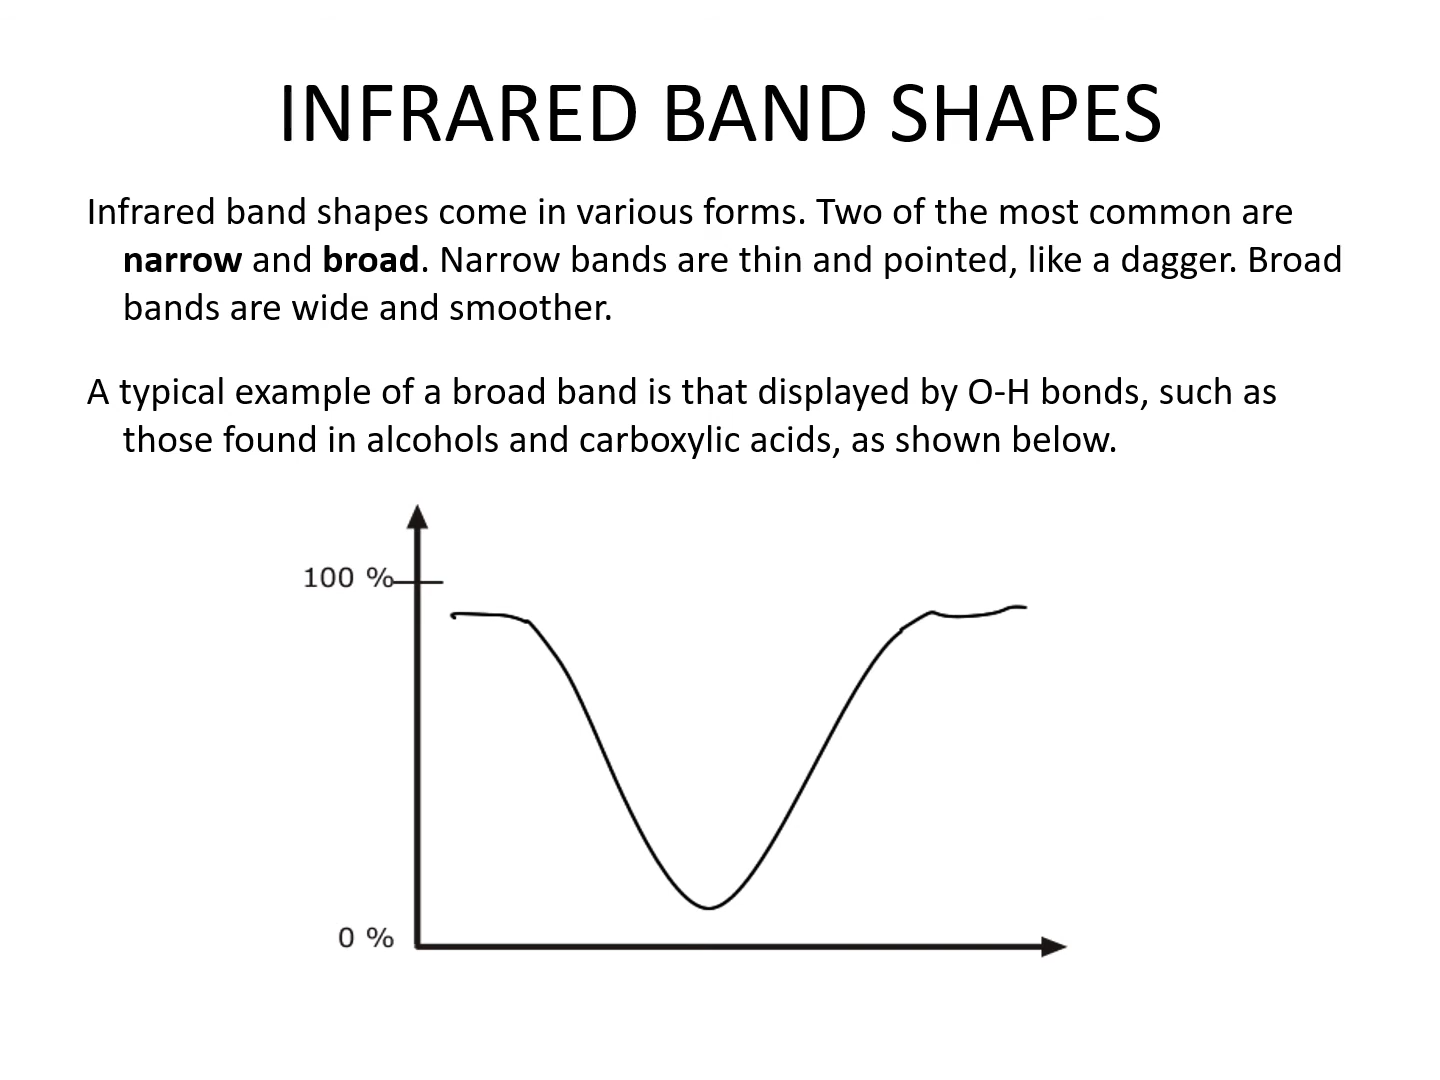 INFRARED BAND SHAPES
Infrared band shapes come in various forms. Two of the most common are
narrow and broad. Narrow bands are thin and pointed, like a dagger. Broad
bands are wide and smoother.
A typical example of a broad band is that displayed by O-H bonds, such as
those found in alcohols and carboxylic acids, as shown below.
100 %
0 %